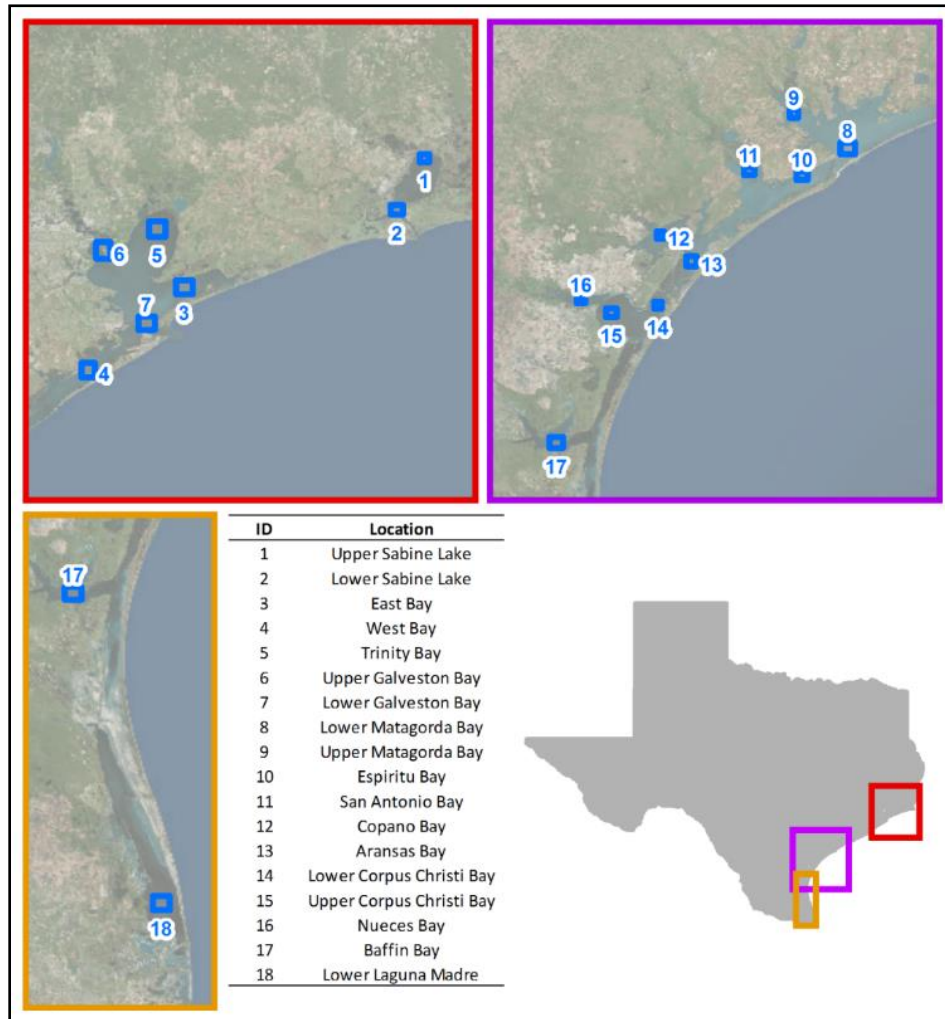 1
2
3
4
5
6
7
8
9
10
11
12
13
14
15
16
17
17
18
ID Location
1 Upper Sabine Lake
2 Lower Sabine Lake
3 East Bay
4 West Bay
5 Trinity Bay
6 Upper Galveston Bay
7 Lower Galveston Bay
8 Lower Matagorda Bay
9 Upper Matagorda Bay
10 Espiritu Bay
11 San Antonio Bay
12 Copano Bay
13 Aransas Bay
14 Lower Corpus Christi Bay
15 Upper Corpus Christi Bay
16 Nueces Bay
17 Baffin Bay
18 Lower Laguna Madre